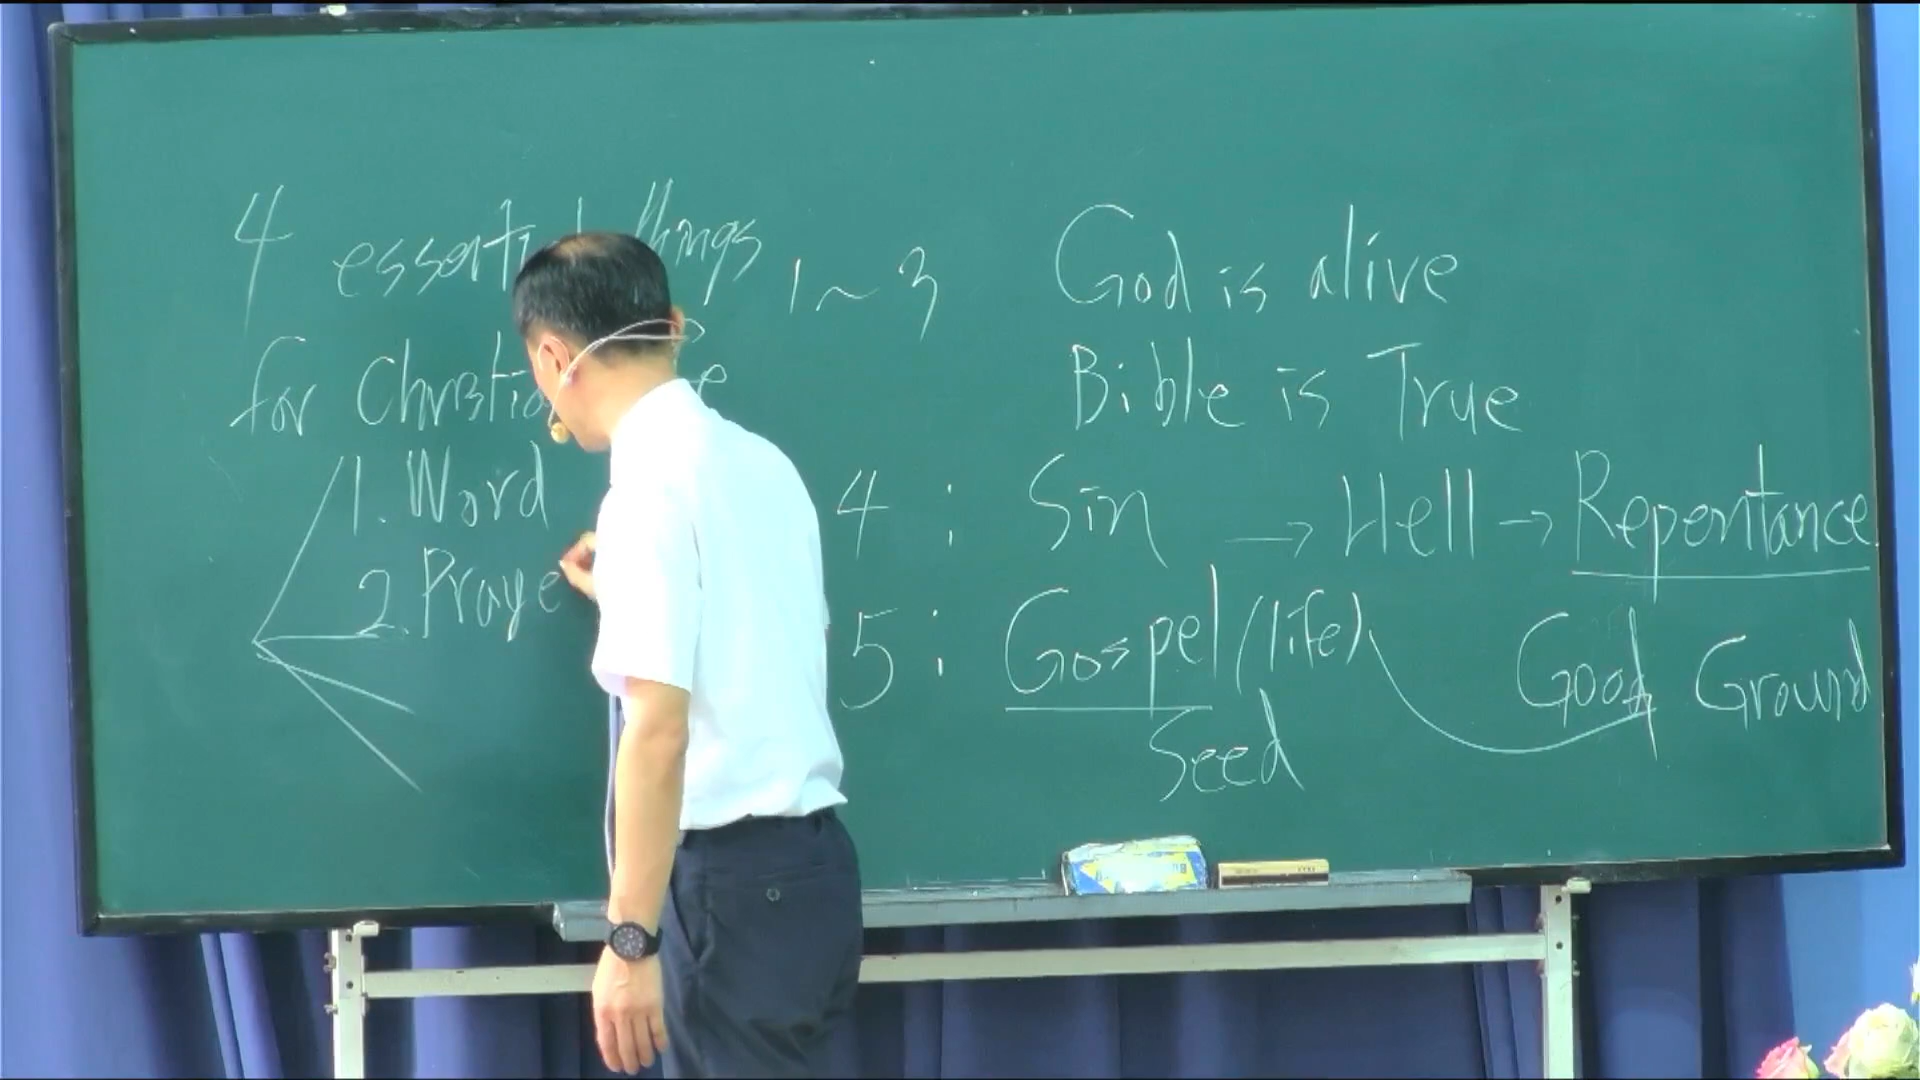 4 essential things
for Christian
1. Word
2. Praye
1~3
God is alive
Bible is True
4 : Sin → Hell → Repentance
5 : Gospel (life)
Seed
Good Ground